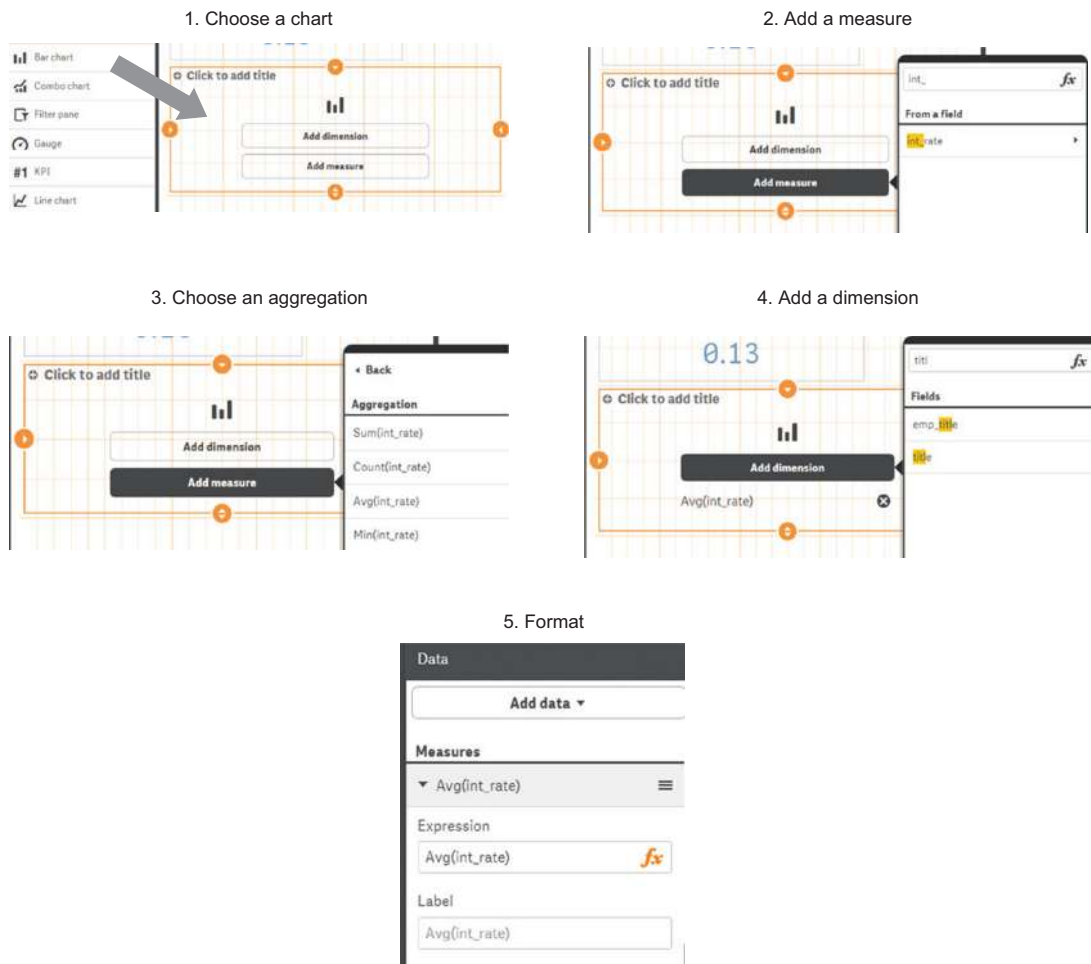 1. Choose a chart
Bar chart
Combo chart
Filter pane
Gauge
#1 KPI
Line chart
Click to add title
Add dimension
Add measure
2. Add a measure
Click to add title
Add dimension
Add measure
int_
fx
From a field
int_rate
3. Choose an aggregation
Click to add title
Add dimension
Add measure
Back
Aggregation
Sum(int_rate)
Count(int_rate)
Avg(int_rate)
Min(int_rate)
4. Add a dimension
0.13
Click to add title
Add dimension
Avg(int_rate)
titl
fx
Fields
emp_title
title
5. Format
Data
Add data
Measures
Avg(int_rate)
Expression
Avg(int_rate) fx
Label
Avg(int_rate)